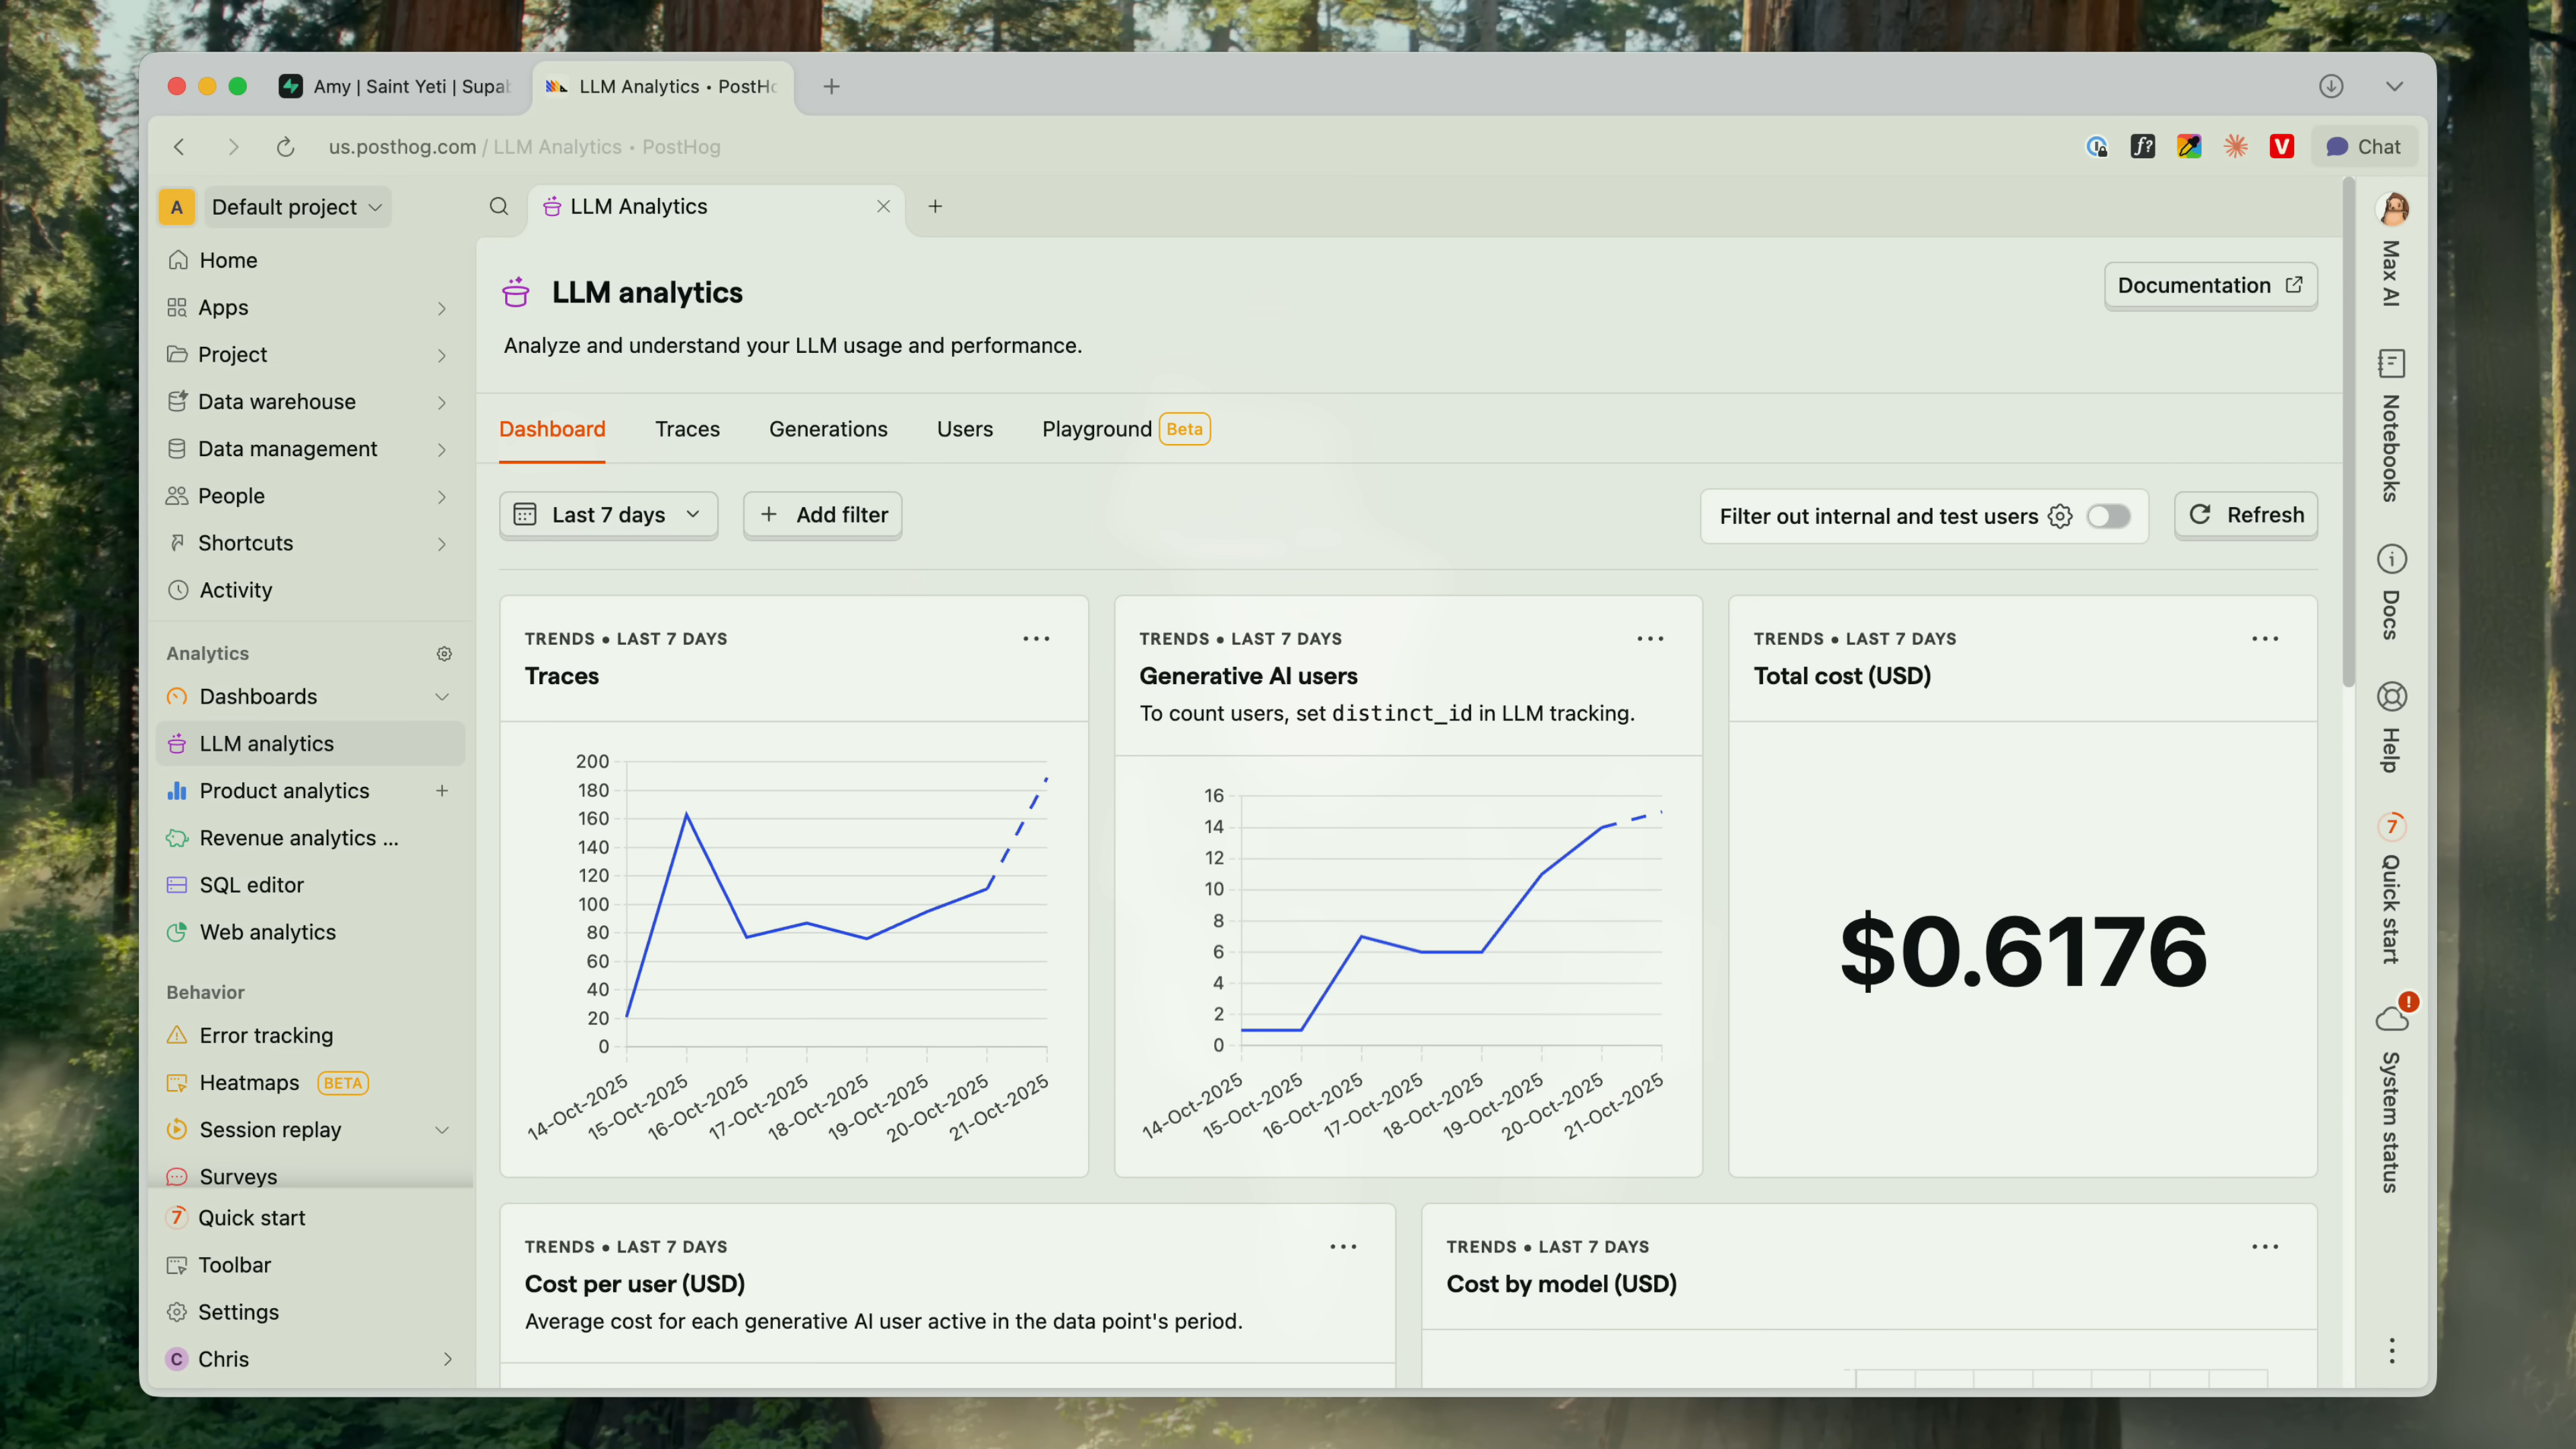 Amy | Saint Yeti | Supab
LLM Analytics • PostHo
us.posthog.com / LLM Analytics • PostHog
Chat
A
Default project
LLM Analytics
Home
Apps
Project
Data warehouse
Data management
People
Shortcuts
Activity
Analytics
Dashboards
LLM analytics
Product analytics
Revenue analytics ...
SQL editor
Web analytics
Behavior
Error tracking
Heatmaps BETA
Session replay
Surveys
7 Quick start
Toolbar
Settings
C Chris
LLM analytics
Documentation
Analyze and understand your LLM usage and performance.
Dashboard Traces Generations Users Playground Beta
Last 7 days
Add filter
Filter out internal and test users
Refresh
TRENDS • LAST 7 DAYS
Traces
200
180
160
140
120
100
80
60
40
20
0
14-Oct-2025
15-Oct-2025
16-Oct-2025
17-Oct-2025
18-Oct-2025
19-Oct-2025
20-Oct-2025
21-Oct-2025
TRENDS • LAST 7 DAYS
Generative AI users
To count users, set distinct_id in LLM tracking.
16
14
12
10
8
6
4
2
0
14-Oct-2025
15-Oct-2025
16-Oct-2025
17-Oct-2025
18-Oct-2025
19-Oct-2025
20-Oct-2025
21-Oct-2025
TRENDS • LAST 7 DAYS
Total cost (USD)
$0.6176
TRENDS • LAST 7 DAYS
Cost per user (USD)
Average cost for each generative AI user active in the data point's period.
TRENDS • LAST 7 DAYS
Cost by model (USD)
Max AI
Notebooks
Docs
Help
7
Quick start
!
System status
f?
V